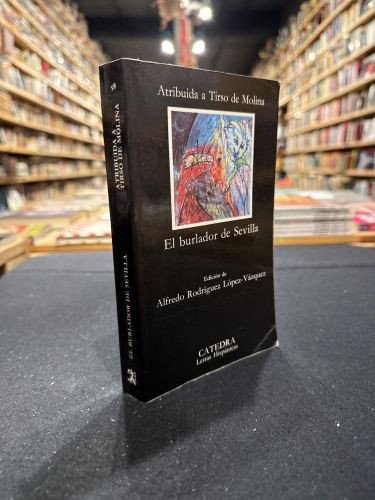 Atribuida a Tirso de Molina
El burlador de Sevilla
Edición de
Alfredo Rodríguez López-Vázquez
CATEDRA
Letras Hispánicas
58
ATRIBUIDA A
TIRSO DE MOLINA
EL BURLADOR DE SEVILLA